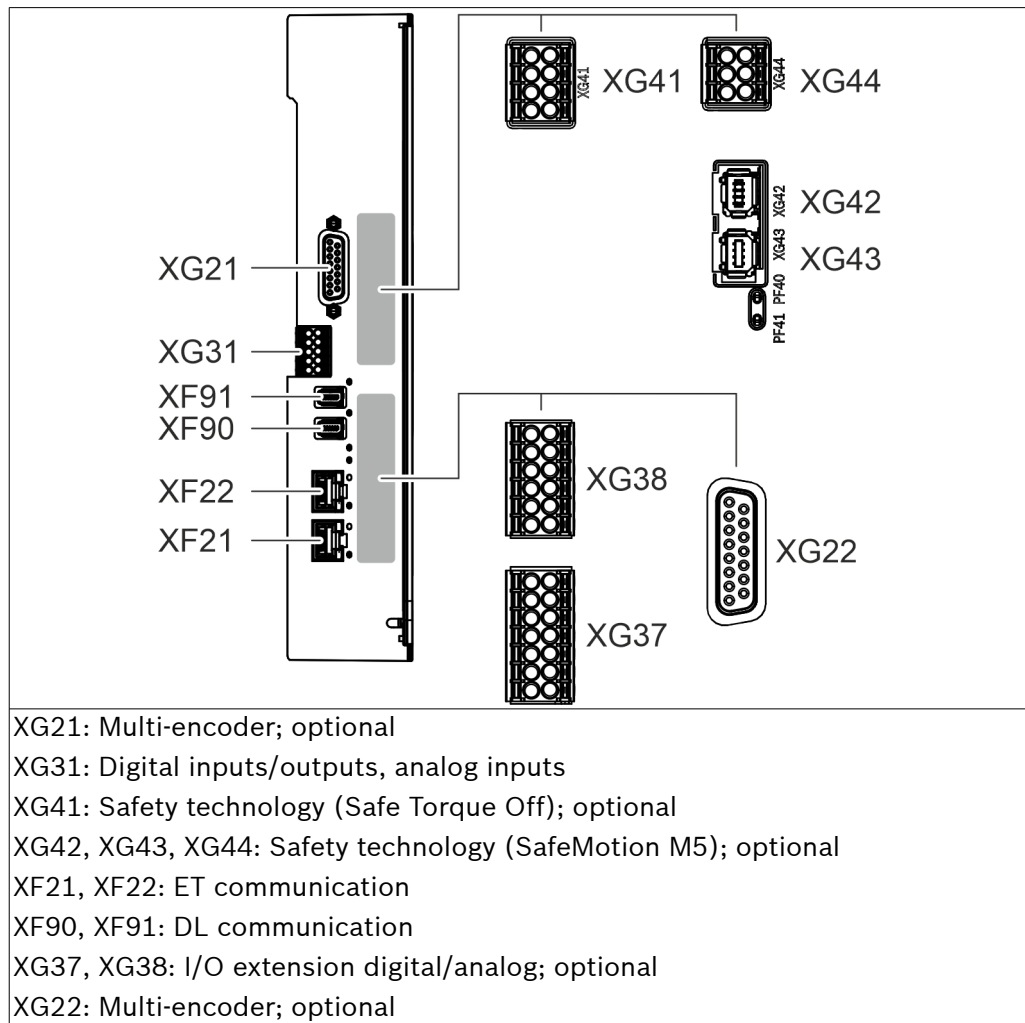 XG41
XG41
XG44
XG44
XG42
XG42
XG43
XG43
PF40
PF41
XG21
XG31
XF91
XF90
XF22
XF21
XG38
XG22
XG37
XG21: Multi-encoder; optional
XG31: Digital inputs/outputs, analog inputs
XG41: Safety technology (Safe Torque Off); optional
XG42, XG43, XG44: Safety technology (SafeMotion M5); optional
XF21, XF22: ET communication
XF90, XF91: DL communication
XG37, XG38: I/O extension digital/analog; optional
XG22: Multi-encoder; optional